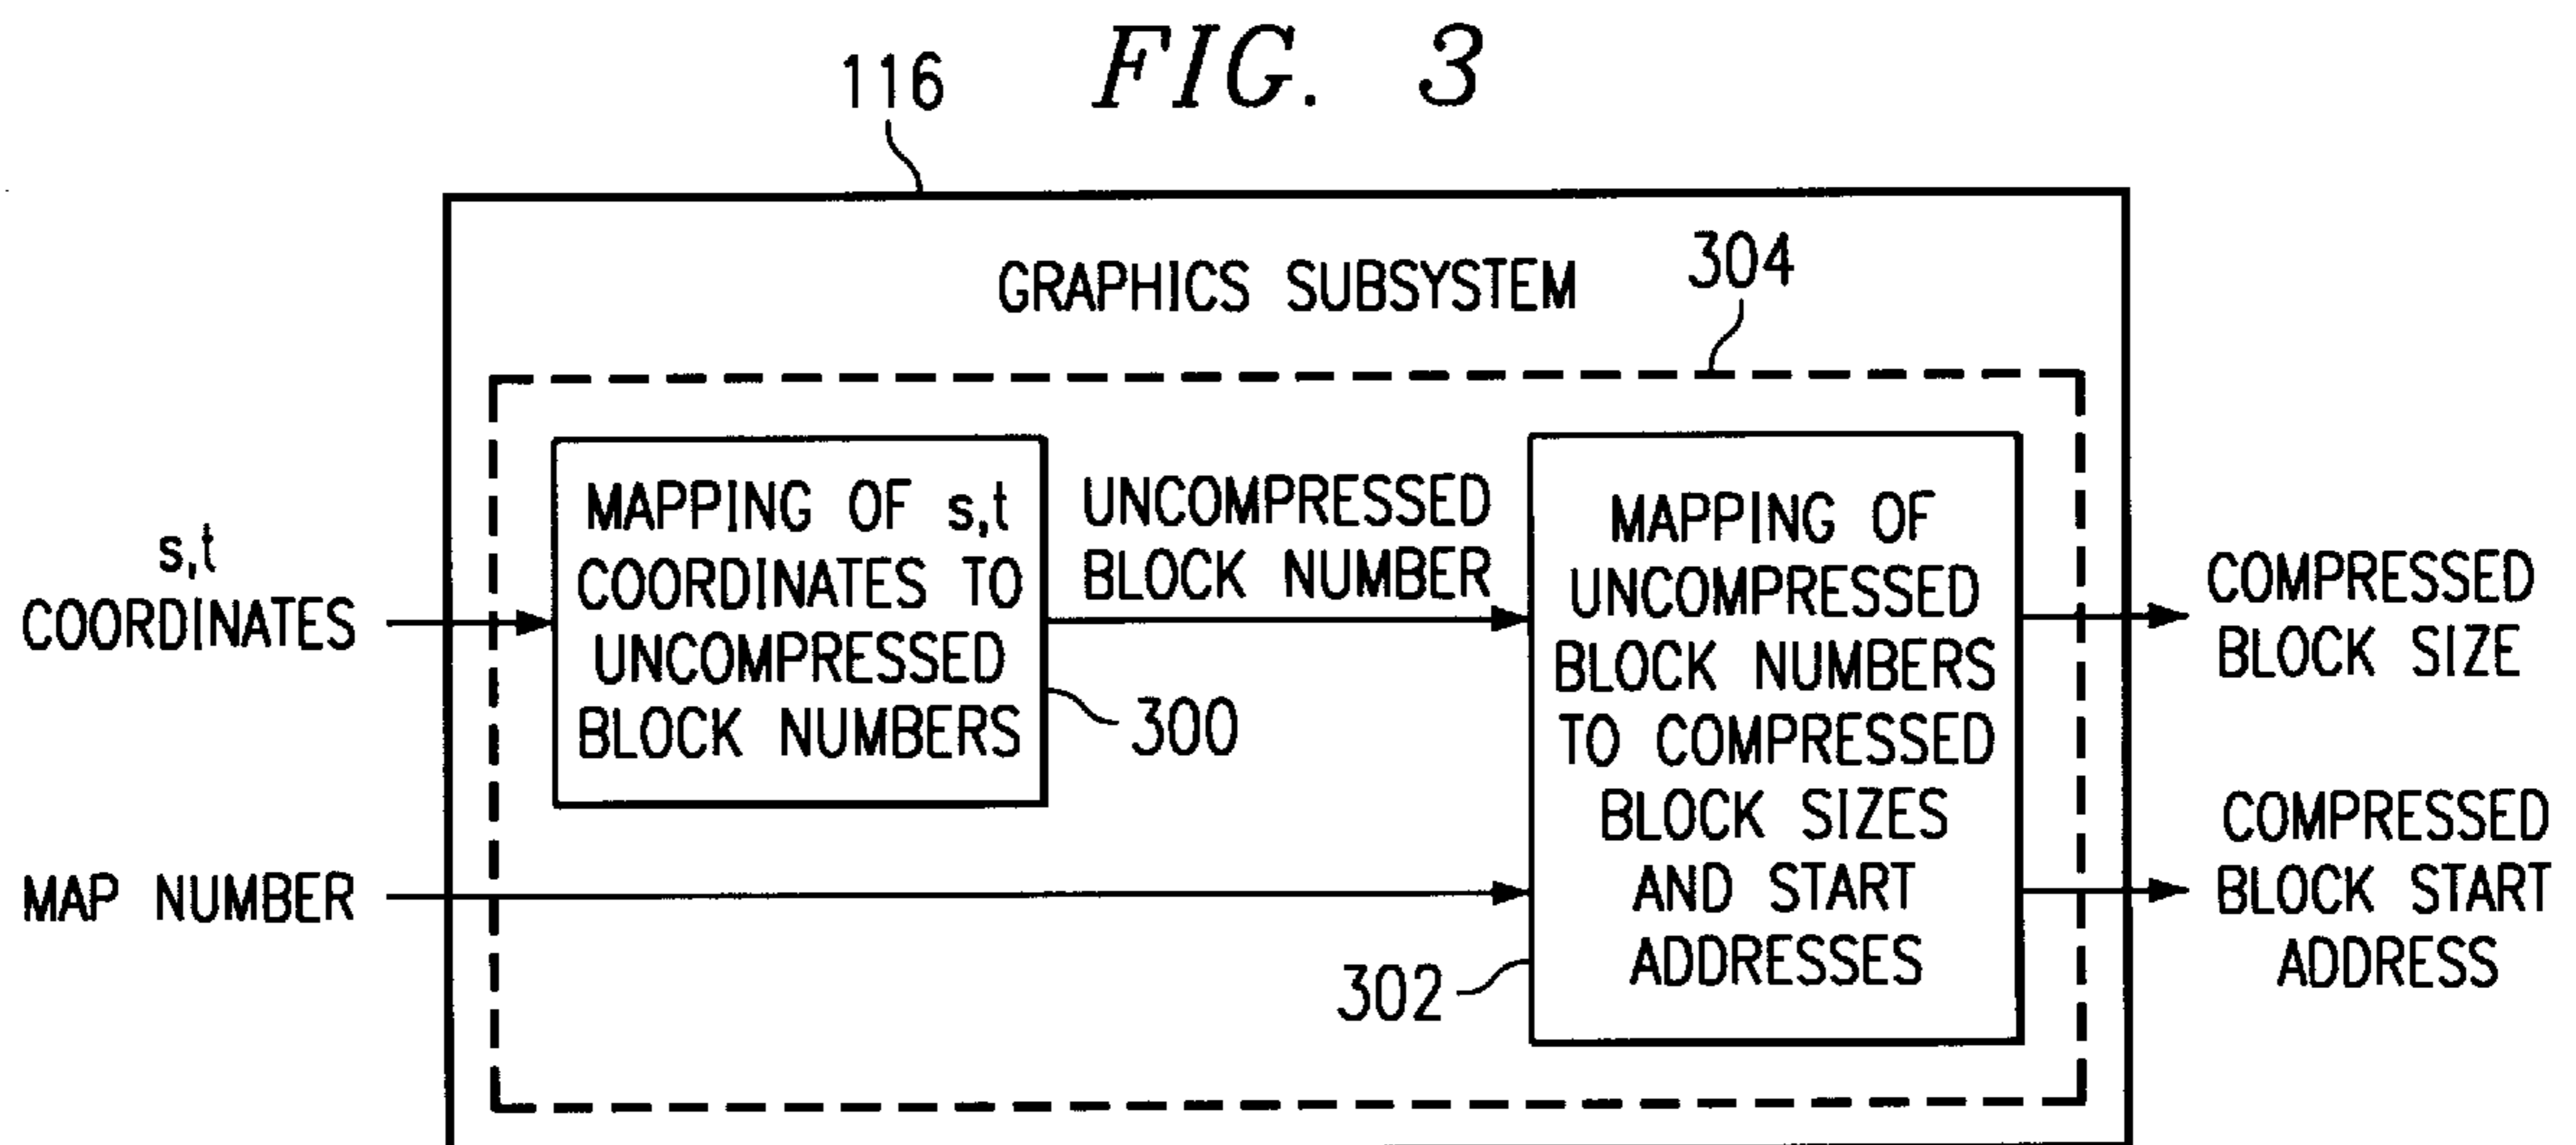 FIG. 3
116
GRAPHICS SUBSYSTEM
304
s,t
COORDINATES
MAP NUMBER
MAPPING OF s,t
COORDINATES TO
UNCOMPRESSED
BLOCK NUMBERS
300
UNCOMPRESSED
BLOCK NUMBER
MAPPING OF
UNCOMPRESSED
BLOCK NUMBERS
TO COMPRESSED
BLOCK SIZES
AND START
ADDRESSES
302
COMPRESSED
BLOCK SIZE
COMPRESSED
BLOCK START
ADDRESS